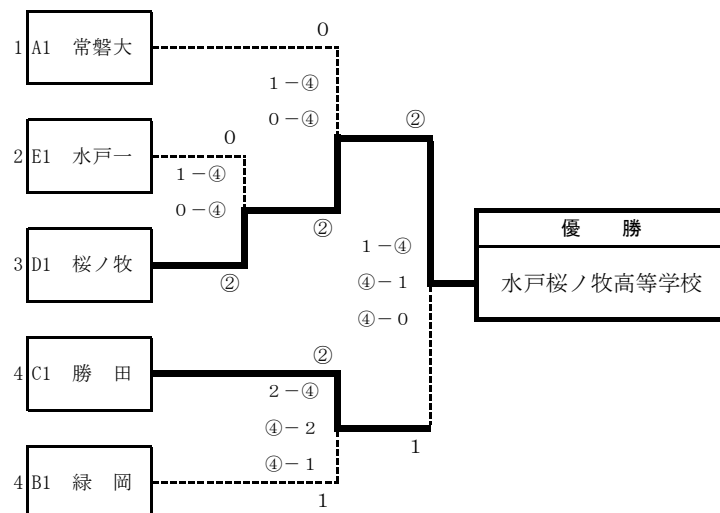 0
1 A1 常磐大
1－④
0－④
0
②
2 E1 水戸一
1－④
0－④
②
優　勝
3 D1 桜ノ牧
②
1－④
④－1
④－0
水戸桜ノ牧高等学校
②
4 C1 勝　田
2－④
④－2
④－1
1
4 B1 緑　岡
1